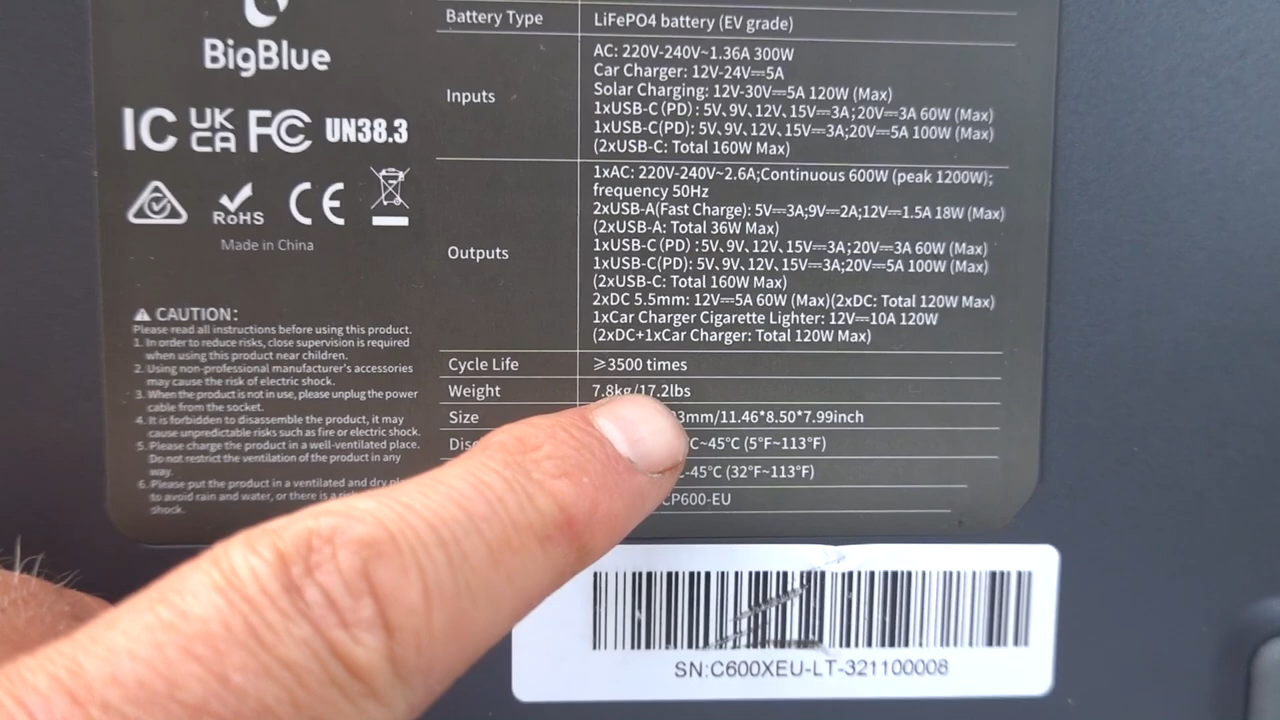 BigBlue
IC UK CA FC UN38.3
RoHS CE
Made in China
⚠ CAUTION:
Please read all instructions before using this product.
1. In order to reduce risks, close supervision is required
when using this product near children.
2. Using non-professional manufacturer's accessories
may cause the risk of electric shock.
3. When the product is not in use, please unplug the power
cable from the socket.
4. It is forbidden to disassemble the product, it may
cause unpredictable risks such as fire or electric shock.
5. Please charge the product in a well-ventilated place.
Do not restrict the ventilation of the product in any
way.
6. Please put the product in a ventilated and dry
to avoid rain and water, or there is a
shock.
Battery Type LiFePO4 battery (EV grade)
Inputs
AC: 220V-240V~1.36A 300W
Car Charger: 12V-24V⎓5A
Solar Charging: 12V-30V⎓5A 120W (Max)
1xUSB-C(PD): 5V、9V、12V、15V⎓3A;20V⎓3A 60W (Max)
1xUSB-C(PD): 5V、9V、12V、15V⎓3A;20V⎓5A 100W (Max)
(2xUSB-C: Total 160W Max)
Outputs
1xAC: 220V-240V~2.6A;Continuous 600W (peak 1200W);
frequency 50Hz
2xUSB-A(Fast Charge): 5V⎓3A;9V⎓2A;12V⎓1.5A 18W (Max)
(2xUSB-A: Total 36W Max)
1xUSB-C (PD) :5V、9V、12V、15V⎓3A;20V⎓3A 60W (Max)
1xUSB-C(PD): 5V、9V、12V、15V⎓3A;20V⎓5A 100W (Max)
(2xUSB-C: Total 160W Max)
2xDC 5.5mm: 12V⎓5A 60W (Max)(2xDC: Total 120W Max)
1xCar Charger Cigarette Lighter: 12V⎓10A 120W
(2xDC+1xCar Charger: Total 120W Max)
Cycle Life ≥3500 times
Weight 7.8kg/17.2lbs
Size 3mm/11.46*8.50*7.99inch
°C~45°C (5°F~113°F)
-45°C (32°F~113°F)
CP600-EU
SN:C600XEU-LT-321100008